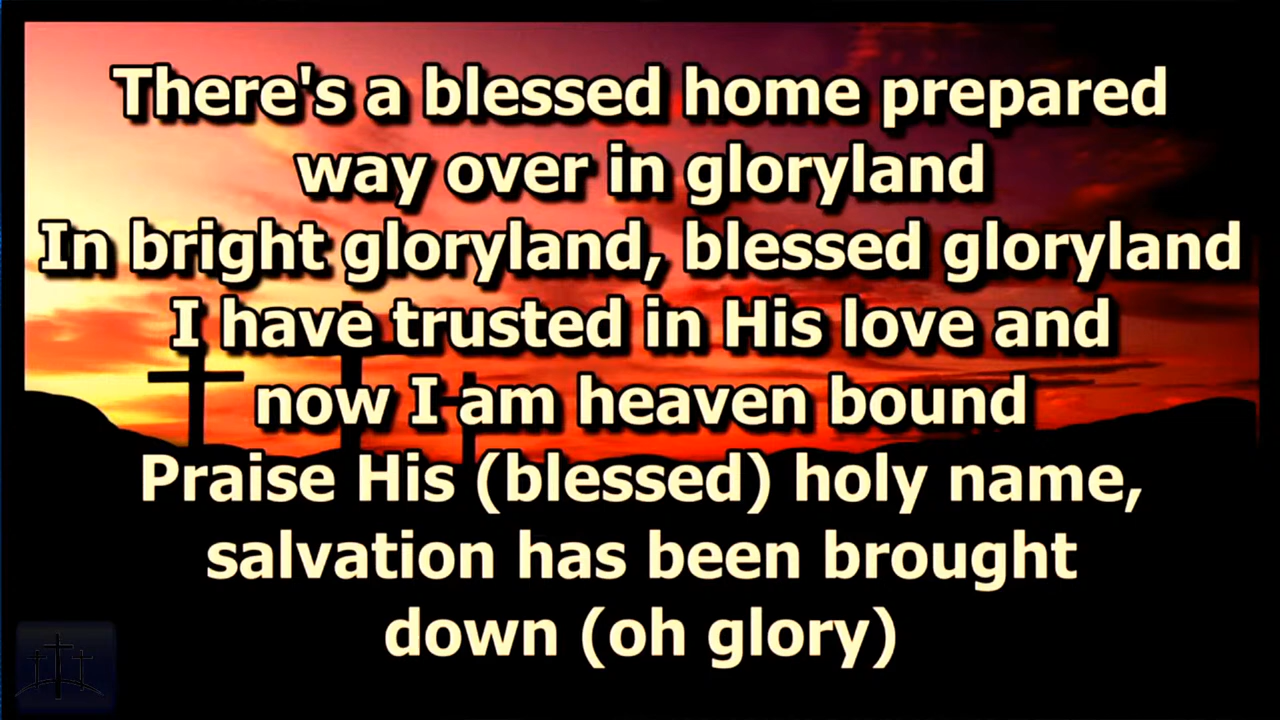 There's a blessed home prepared
way over in gloryland
In bright gloryland, blessed gloryland
I have trusted in His love and
now I am heaven bound
Praise His (blessed) holy name,
salvation has been brought
down (oh glory)